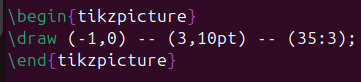 \begin{tikzpicture}
\draw (-1,0) -- (3,10pt) -- (35:3);
\end{tikzpicture}